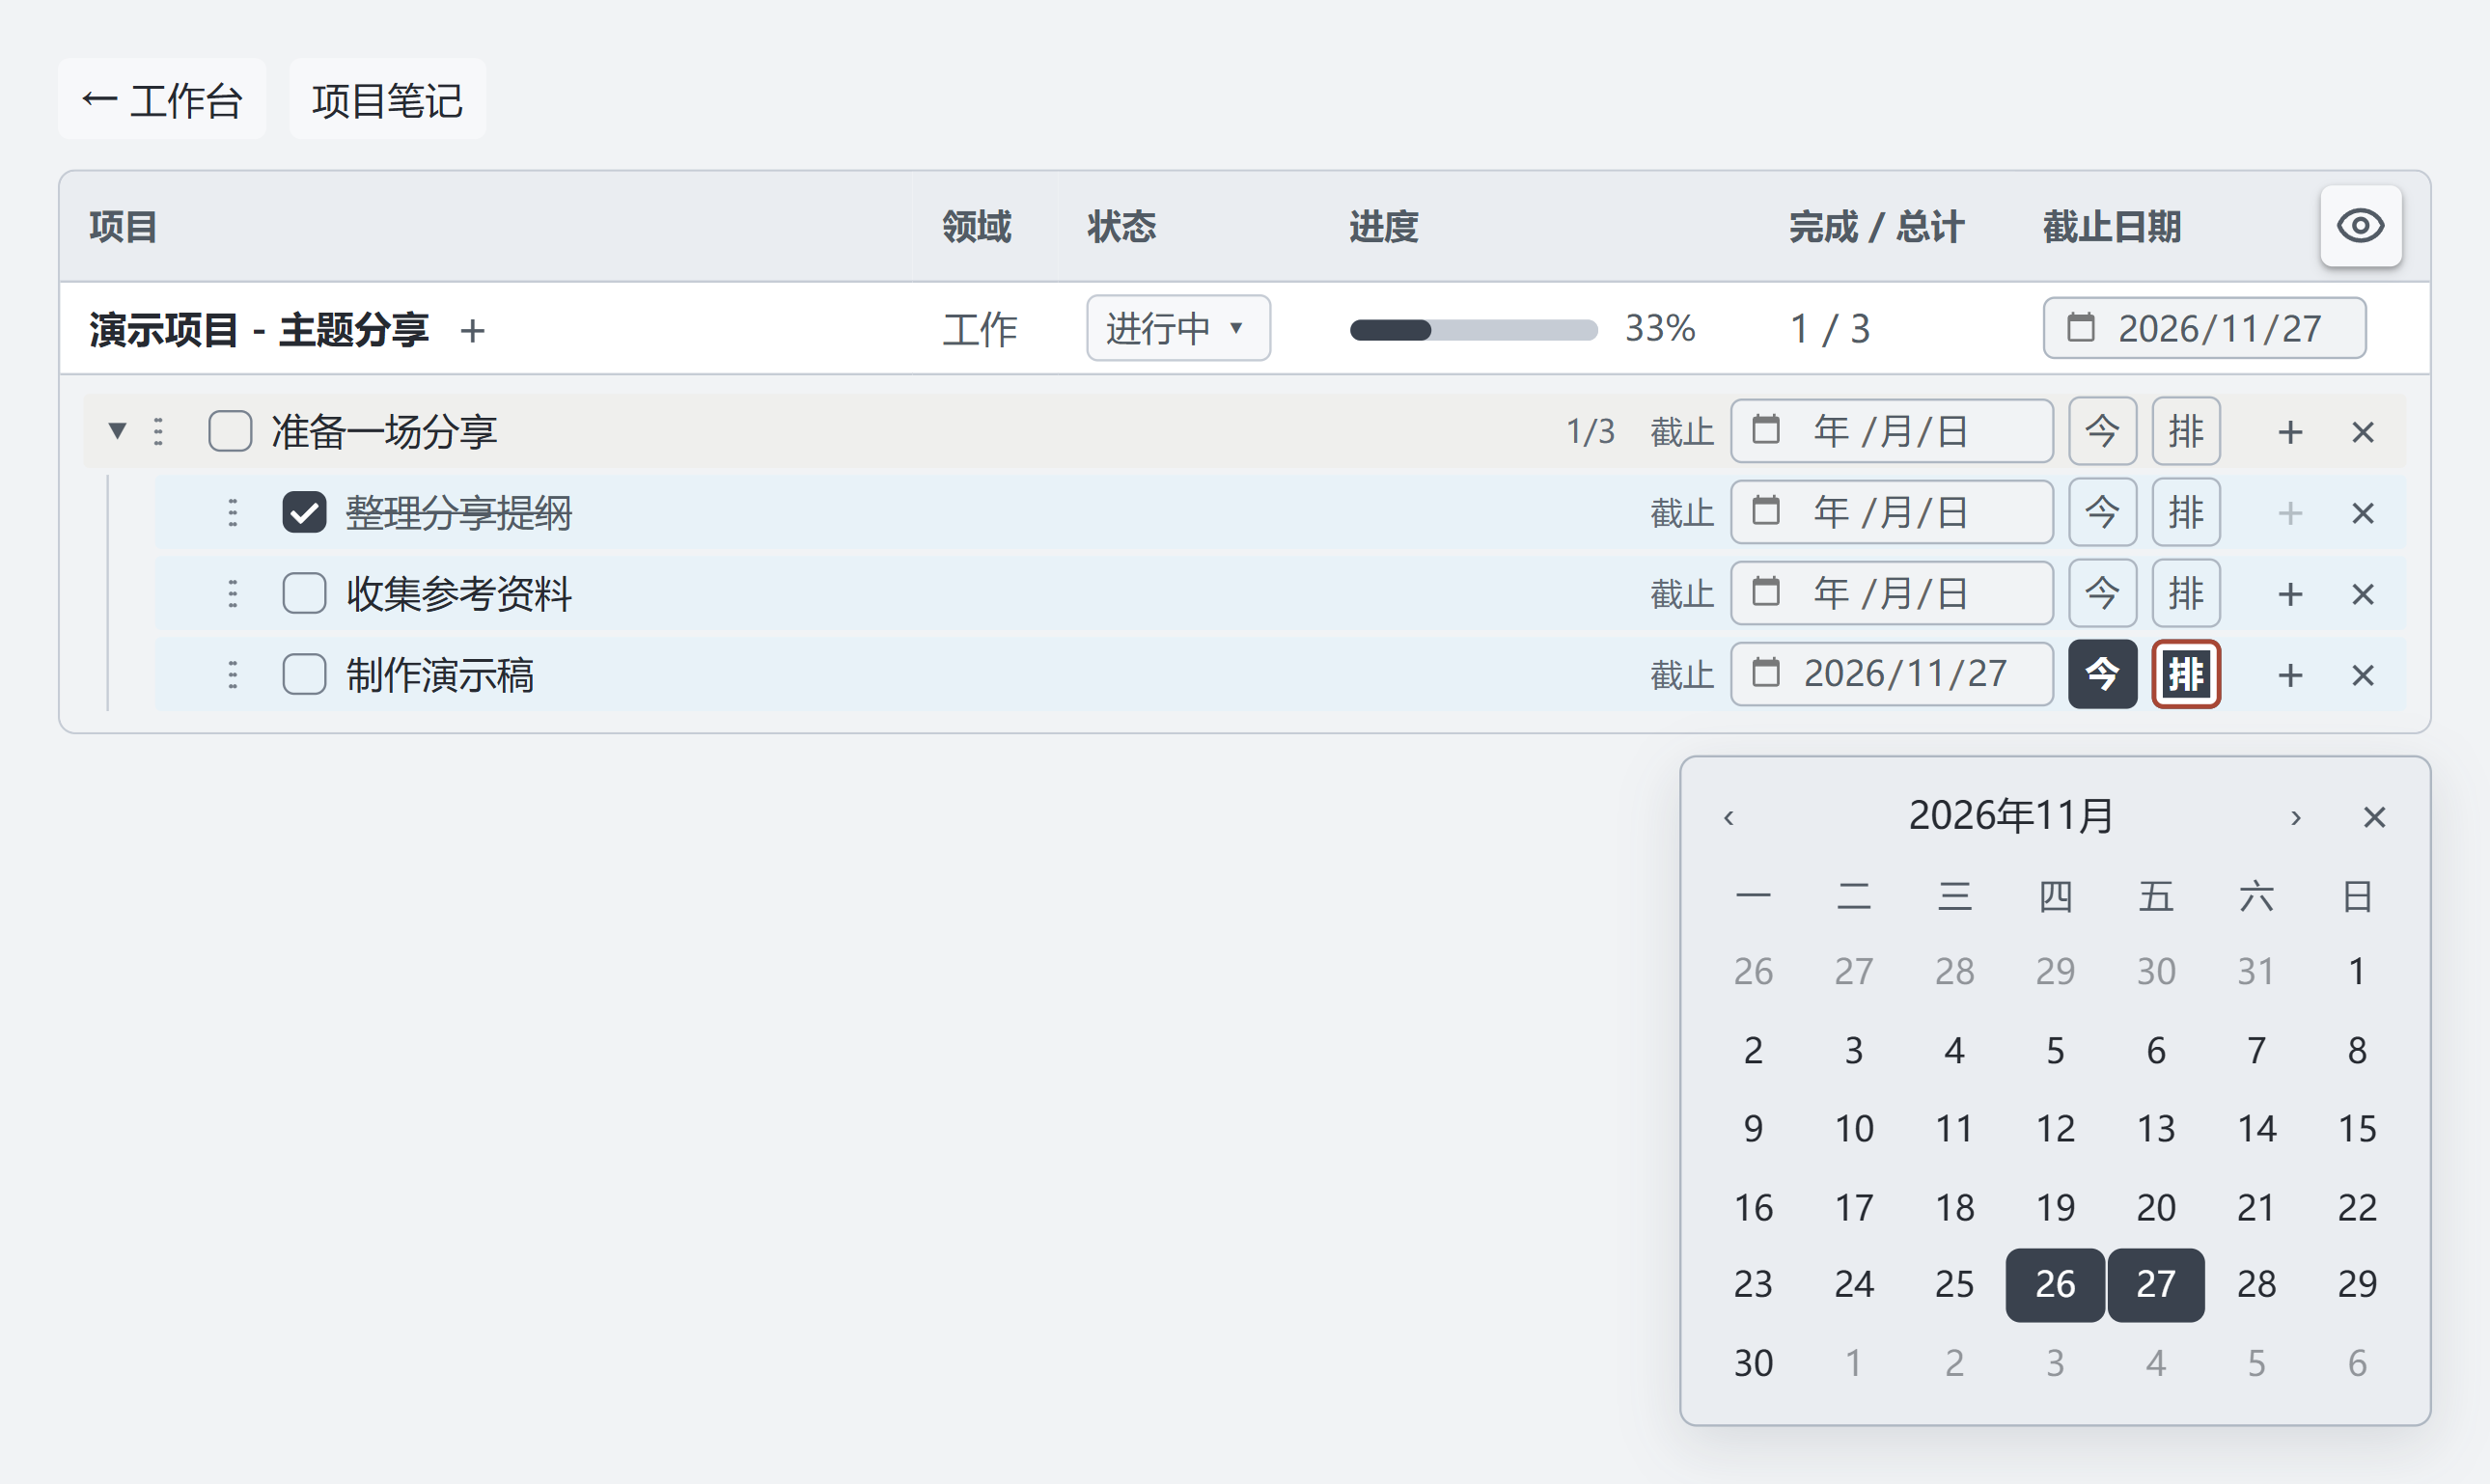 ← 工作台 项目笔记
项目 领域 状态 进度 完成 / 总计 截止日期
演示项目 - 主题分享 + 工作 进行中 ▼ 33% 1 / 3 2026/11/27
▼ 准备一场分享 1/3 截止 年 /月/日 今 排 + ×
整理分享提纲 截止 年 /月/日 今 排 + ×
收集参考资料 截止 年 /月/日 今 排 + ×
制作演示稿 截止 2026/11/27 今 排 + ×
‹ 2026年11月 › ×
一 二 三 四 五 六 日
26 27 28 29 30 31 1
2 3 4 5 6 7 8
9 10 11 12 13 14 15
16 17 18 19 20 21 22
23 24 25 26 27 28 29
30 1 2 3 4 5 6